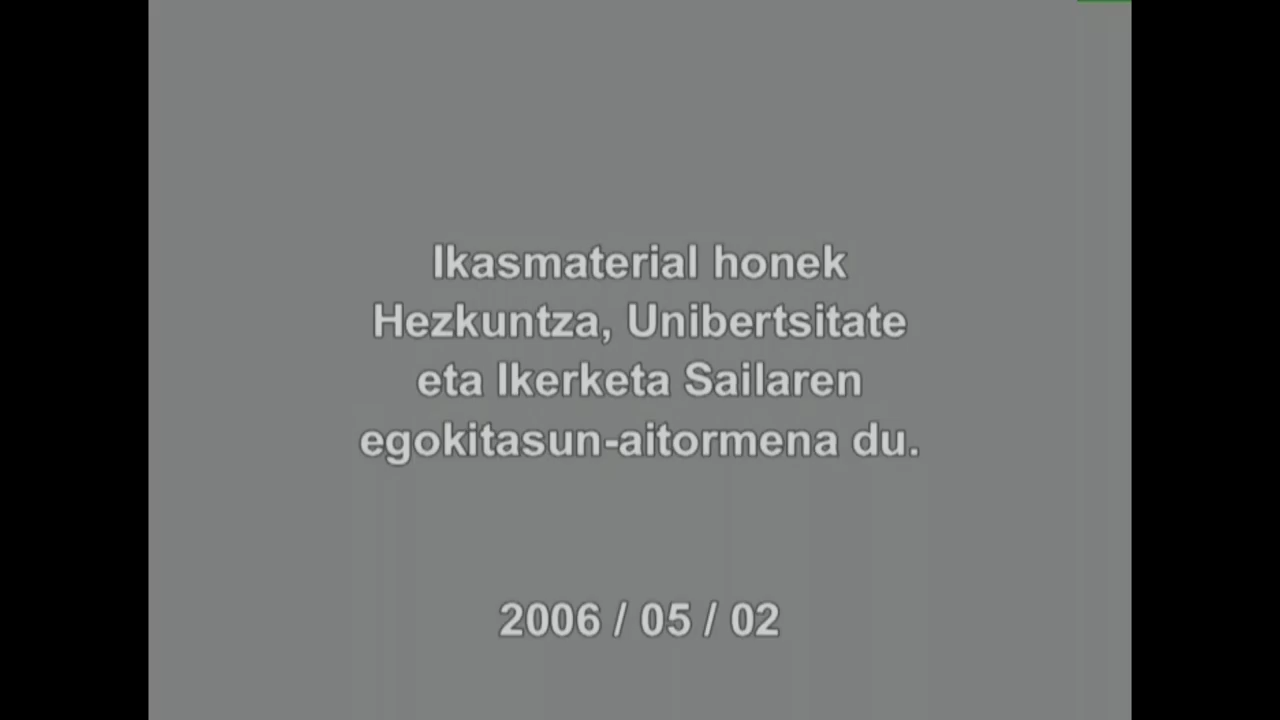 Ikasmaterial honek
Hezkuntza, Unibertsitate
eta Ikerketa Sailaren
egokitasun-aitormena du.
2006 / 05 / 02